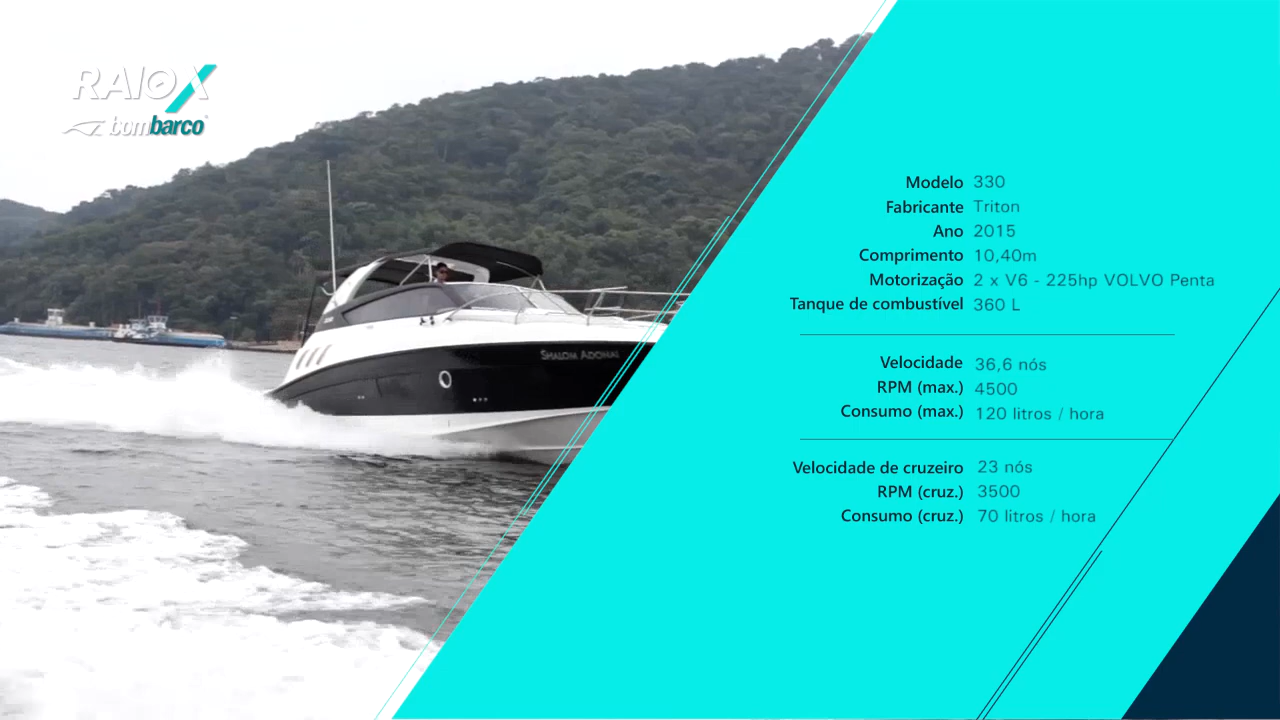 RAIO X
bombarco
SHALOM ADONAI
Modelo 330
Fabricante Triton
Ano 2015
Comprimento 10,40m
Motorização 2 x V6 - 225hp VOLVO Penta
Tanque de combustível 360 L
Velocidade 36,6 nós
RPM (max.) 4500
Consumo (max.) 120 litros / hora
Velocidade de cruzeiro 23 nós
RPM (cruz.) 3500
Consumo (cruz.) 70 litros / hora